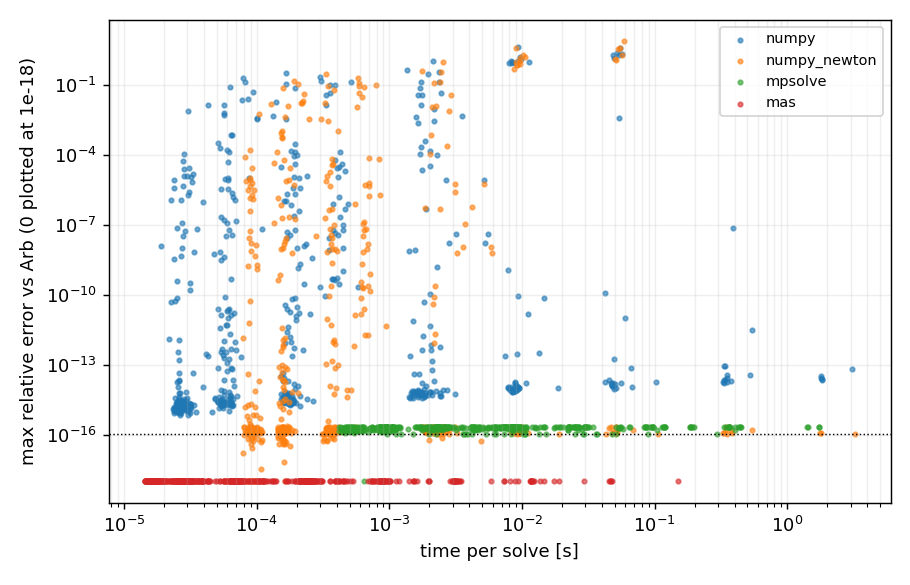 numpy
numpy_newton
mpsolve
mas
max relative error vs Arb (0 plotted at 1e-18)
10⁻¹
10⁻⁴
10⁻⁷
10⁻¹⁰
10⁻¹³
10⁻¹⁶
10⁻⁵ 10⁻⁴ 10⁻³ 10⁻² 10⁻¹ 10⁰
time per solve [s]